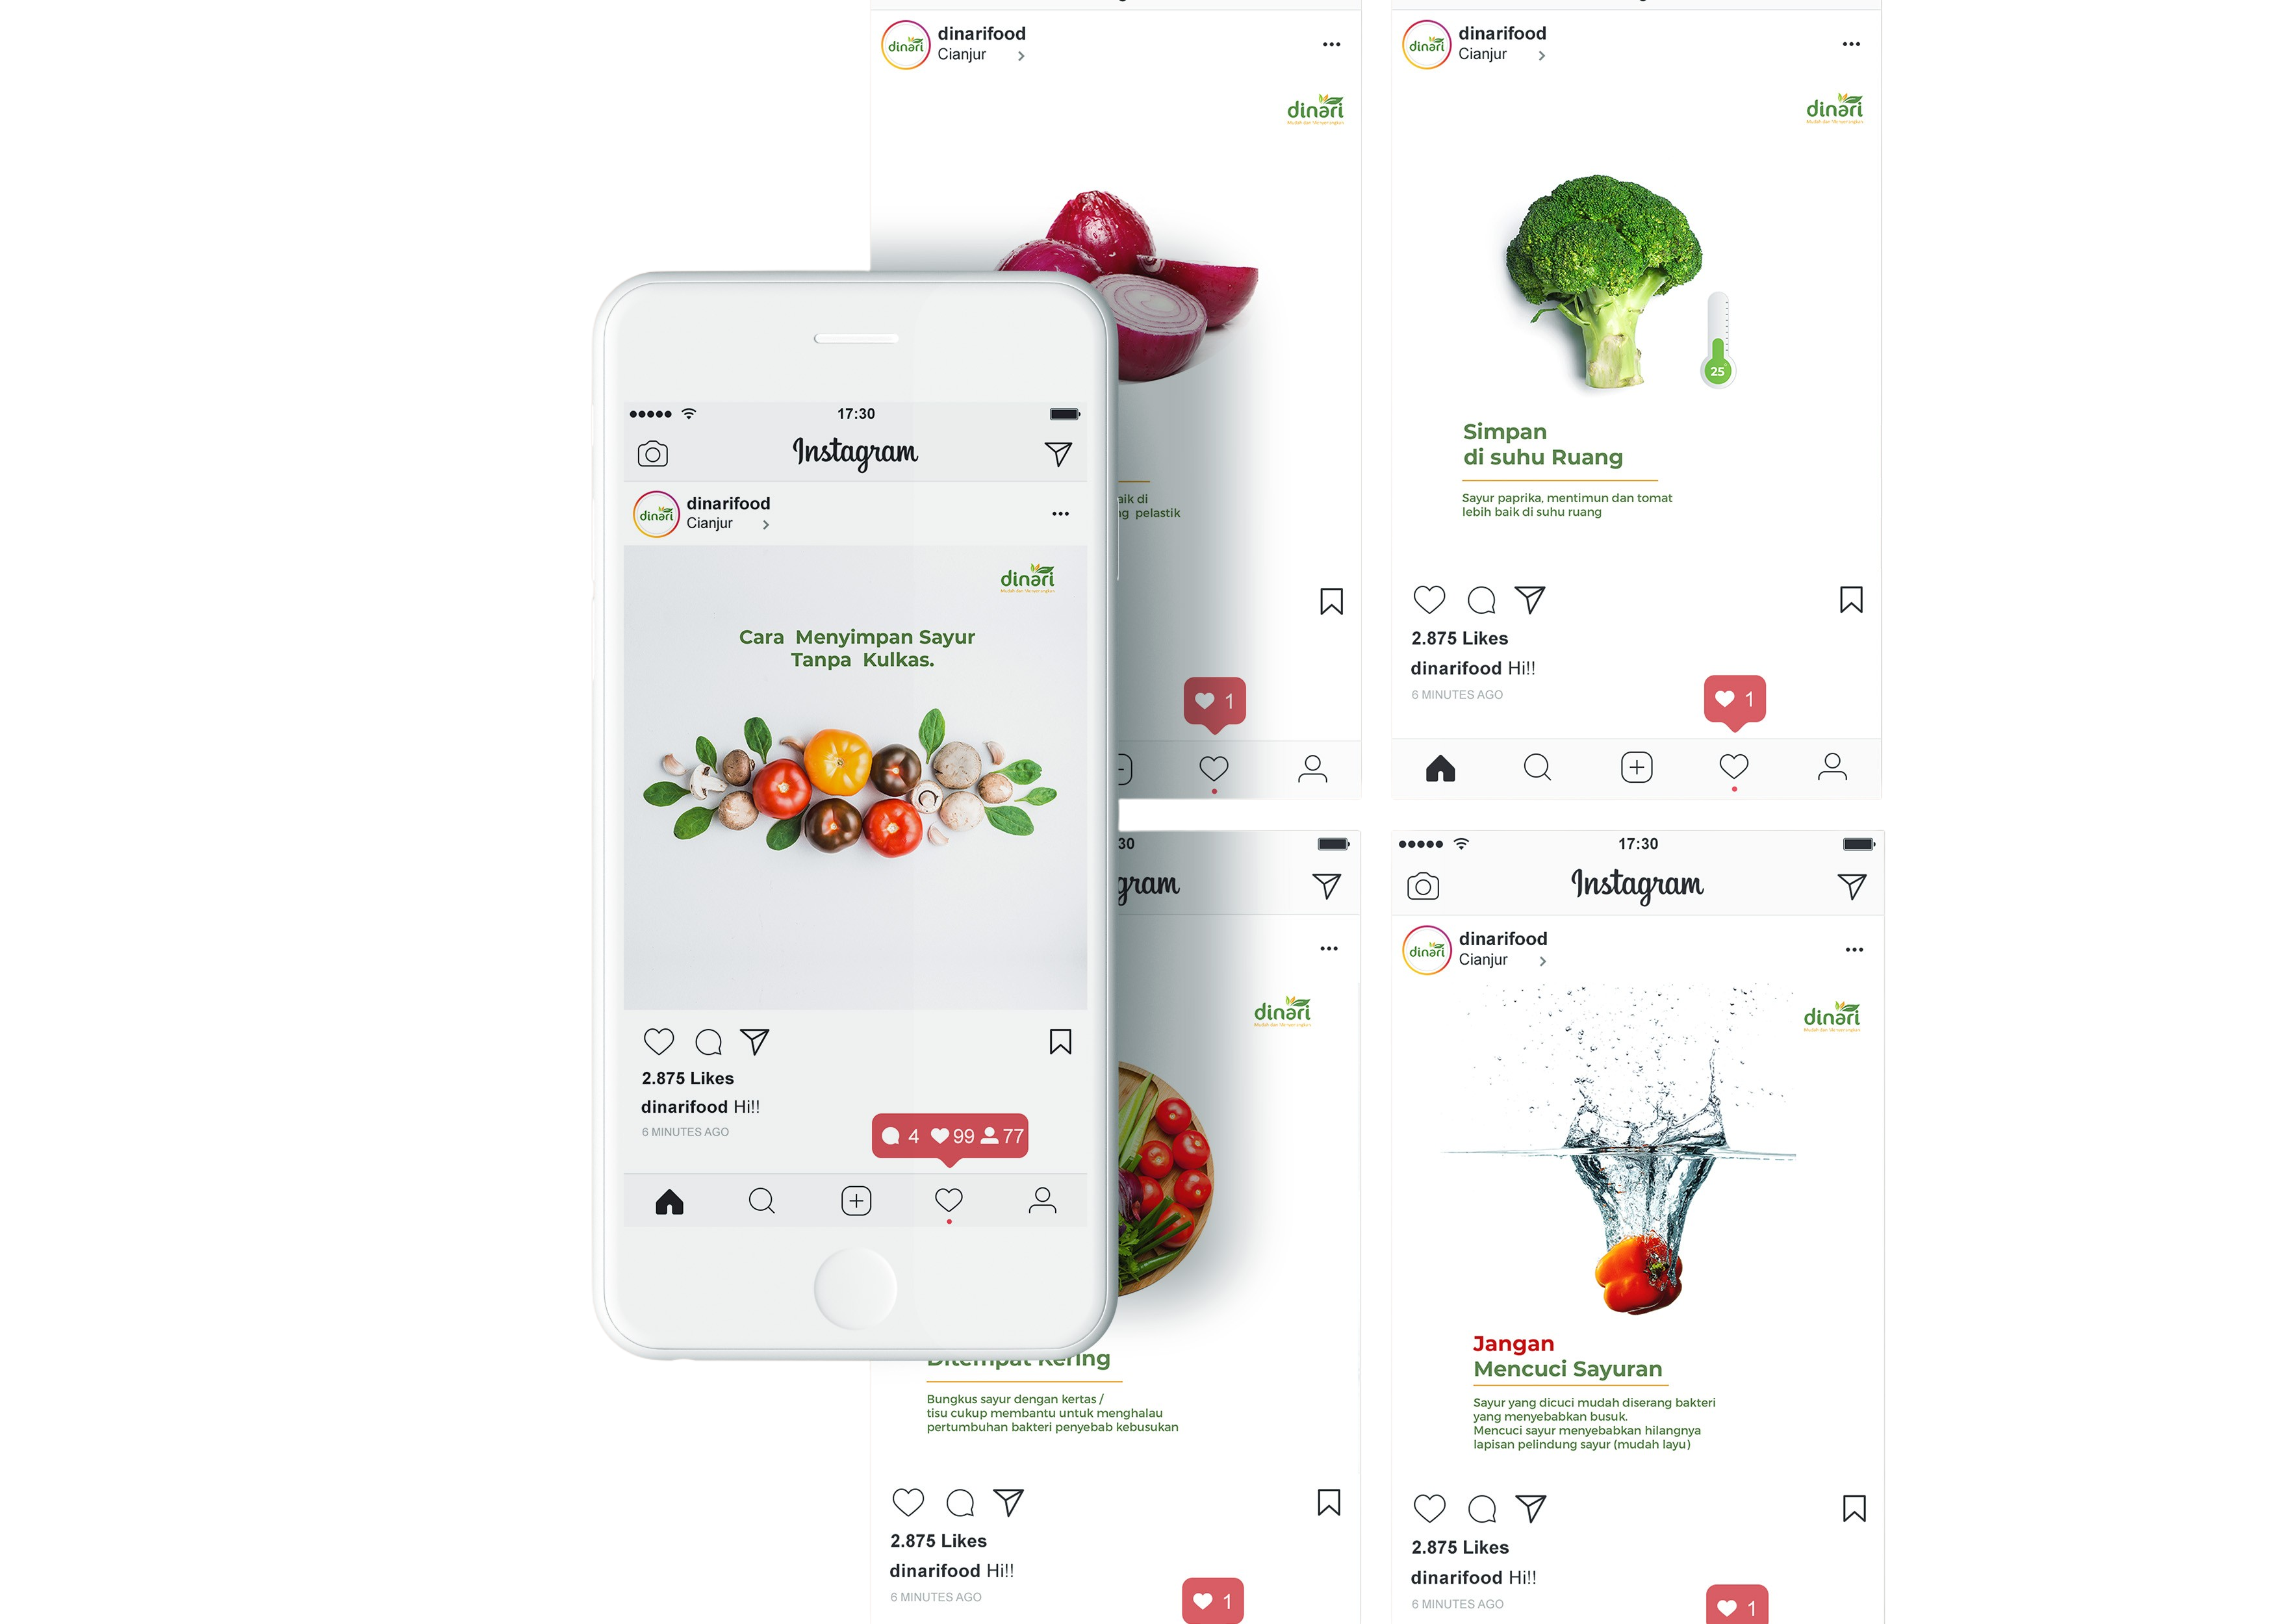 dinarifood
Cianjur
dinari
dinari
aik di
pelastik
1
dinarifood
Cianjur
dinari
dinari
25
Simpan
di suhu Ruang
Sayur paprika, mentimun dan tomat
lebih baik di suhu ruang
2.875 Likes
dinarifood Hi!!
6 MINUTES AGO
1
17:30
Instagram
dinarifood
Cianjur
dinari
dinari
Cara Menyimpan Sayur
Tanpa Kulkas.
2.875 Likes
dinarifood Hi!!
6 MINUTES AGO
4 99 77
30
gram
dinari
Ditempat Kering
Bungkus sayur dengan kertas /
tisu cukup membantu untuk menghalau
pertumbuhan bakteri penyebab kebusukan
2.875 Likes
dinarifood Hi!!
6 MINUTES AGO
1
17:30
Instagram
dinarifood
Cianjur
dinari
dinari
Jangan
Mencuci Sayuran
Sayur yang dicuci mudah diserang bakteri
yang menyebabkan busuk.
Mencuci sayur menyebabkan hilangnya
lapisan pelindung sayur (mudah layu)
2.875 Likes
dinarifood Hi!!
6 MINUTES AGO
1